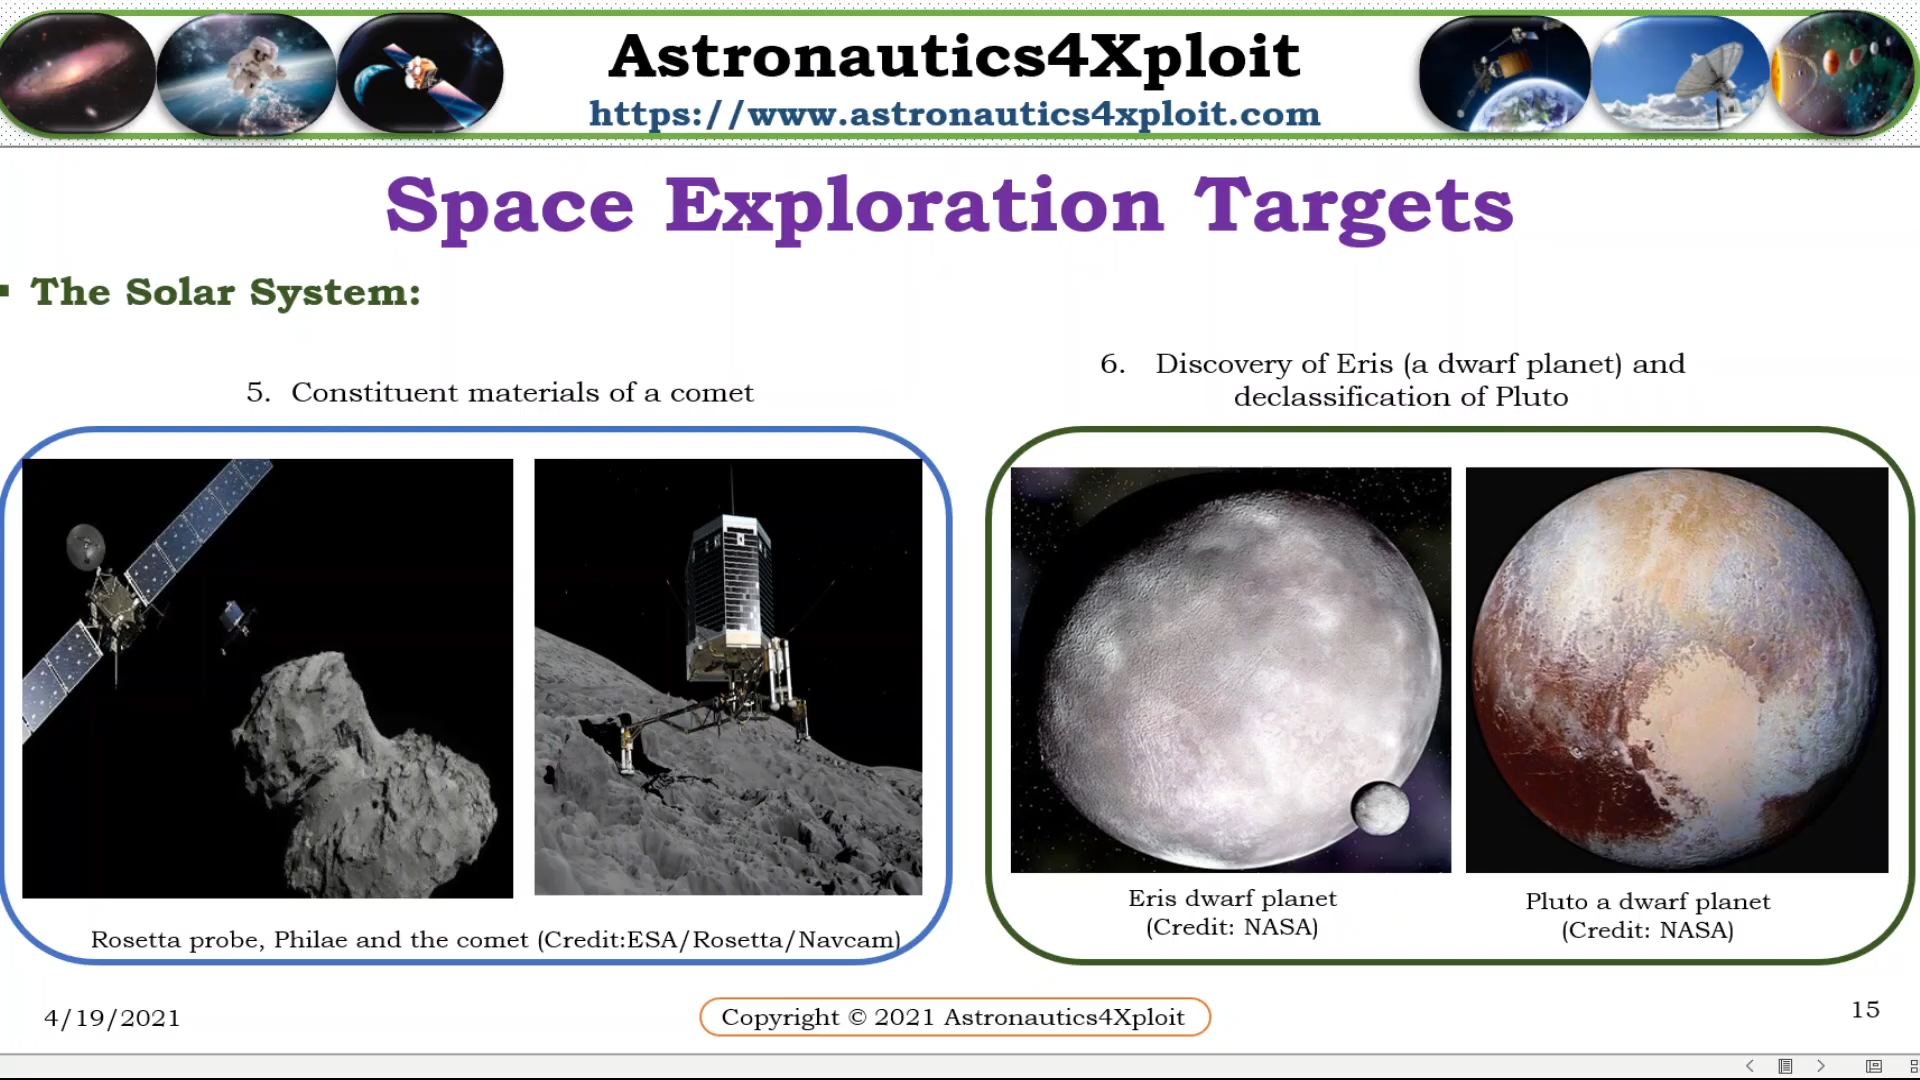 Astronautics4Xploit
https://www.astronautics4xploit.com
Space Exploration Targets
▪ The Solar System:
5. Constituent materials of a comet
6. Discovery of Eris (a dwarf planet) and
declassification of Pluto
Rosetta probe, Philae and the comet (Credit:ESA/Rosetta/Navcam)
Eris dwarf planet
(Credit: NASA)
Pluto a dwarf planet
(Credit: NASA)
4/19/2021
Copyright © 2021 Astronautics4Xploit
15